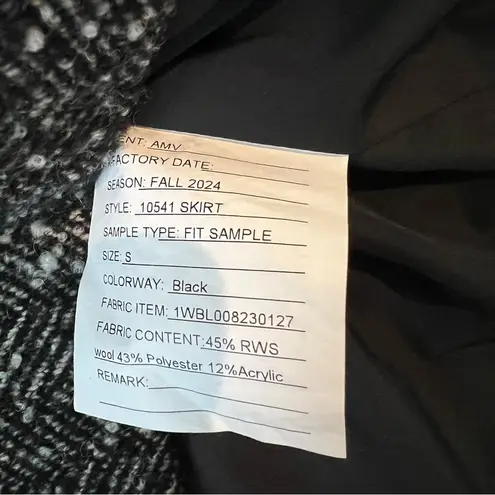 ENT: AMV
FACTORY DATE:
SEASON: FALL 2024
STYLE: 10541 SKIRT
SAMPLE TYPE: FIT SAMPLE
SIZE: S
COLORWAY: Black
FABRIC ITEM: 1WBL008230127
FABRIC CONTENT: 45% RWS
wool 43% Polyester 12%Acrylic
REMARK: